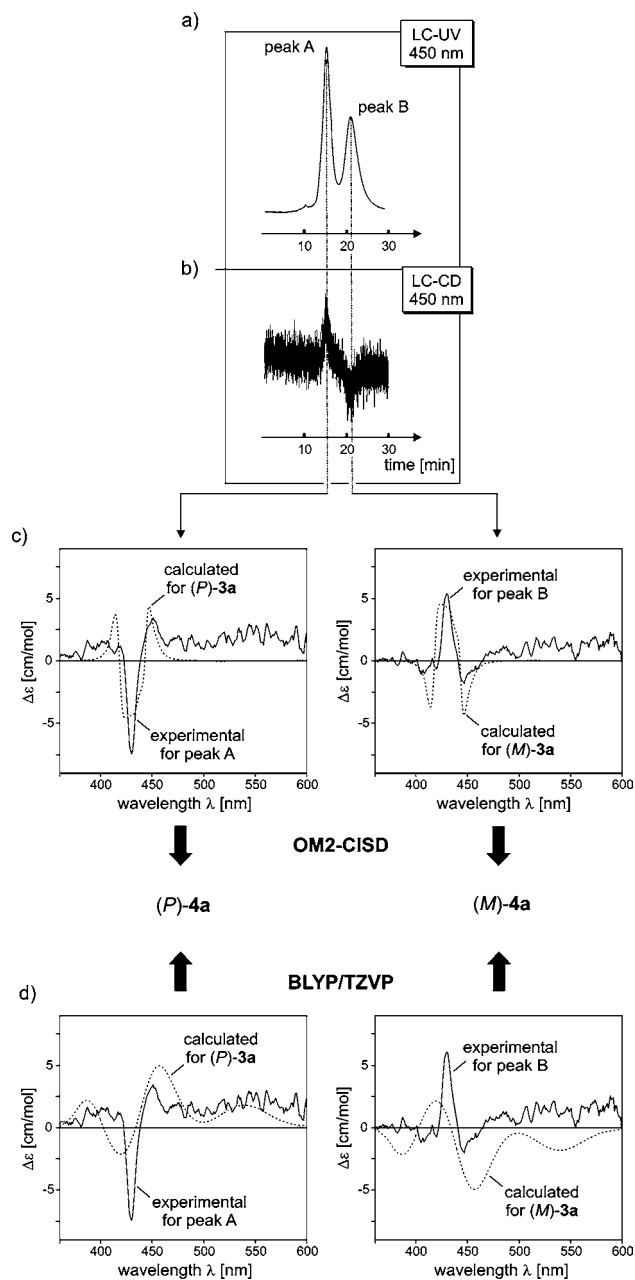 a)
LC-UV
450 nm
peak A
peak B
10 20 30
b)
LC-CD
450 nm
10 20 30
time [min]
c)
calculated
for (P)-3a
experimental
for peak A
5
0
-5
Δε [cm/mol]
400 450 500 550 600
wavelength λ [nm]
experimental
for peak B
calculated
for (M)-3a
5
0
-5
Δε [cm/mol]
400 450 500 550 600
wavelength λ [nm]
OM2-CISD
(P)-4a (M)-4a
BLYP/TZVP
d)
calculated
for (P)-3a
experimental
for peak A
5
0
-5
Δε [cm/mol]
400 450 500 550 600
wavelength λ [nm]
experimental
for peak B
calculated
for (M)-3a
5
0
-5
Δε [cm/mol]
400 450 500 550 600
wavelength λ [nm]